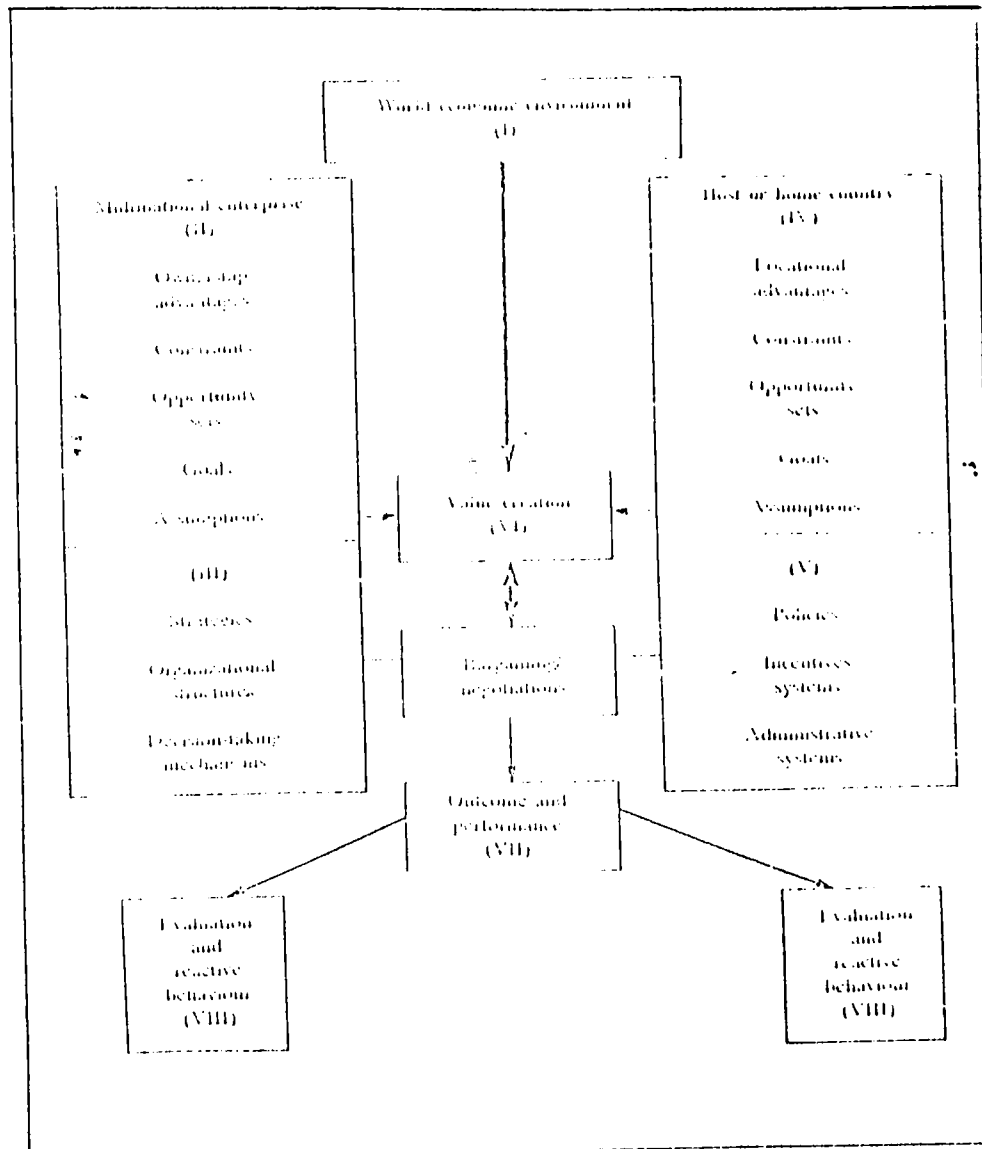 World economic environment
(I)
Multinational enterprise
(II)
Ownership
advantages
Constraints
Opportunity
sets
Goals
Assumptions
(III)
Strategies
Organizational
structures
Decision-taking
mechanisms
Value creation
(VI)
Bargaining/
negotiations
Outcome and
performance
(VII)
Host or home country
(IV)
Locational
advantages
Constraints
Opportunity
sets
Goals
Assumptions
(V)
Policies
Incentives
systems
Administrative
systems
Evaluation
and
reactive
behaviour
(VIII)
Evaluation
and
reactive
behaviour
(VIII)